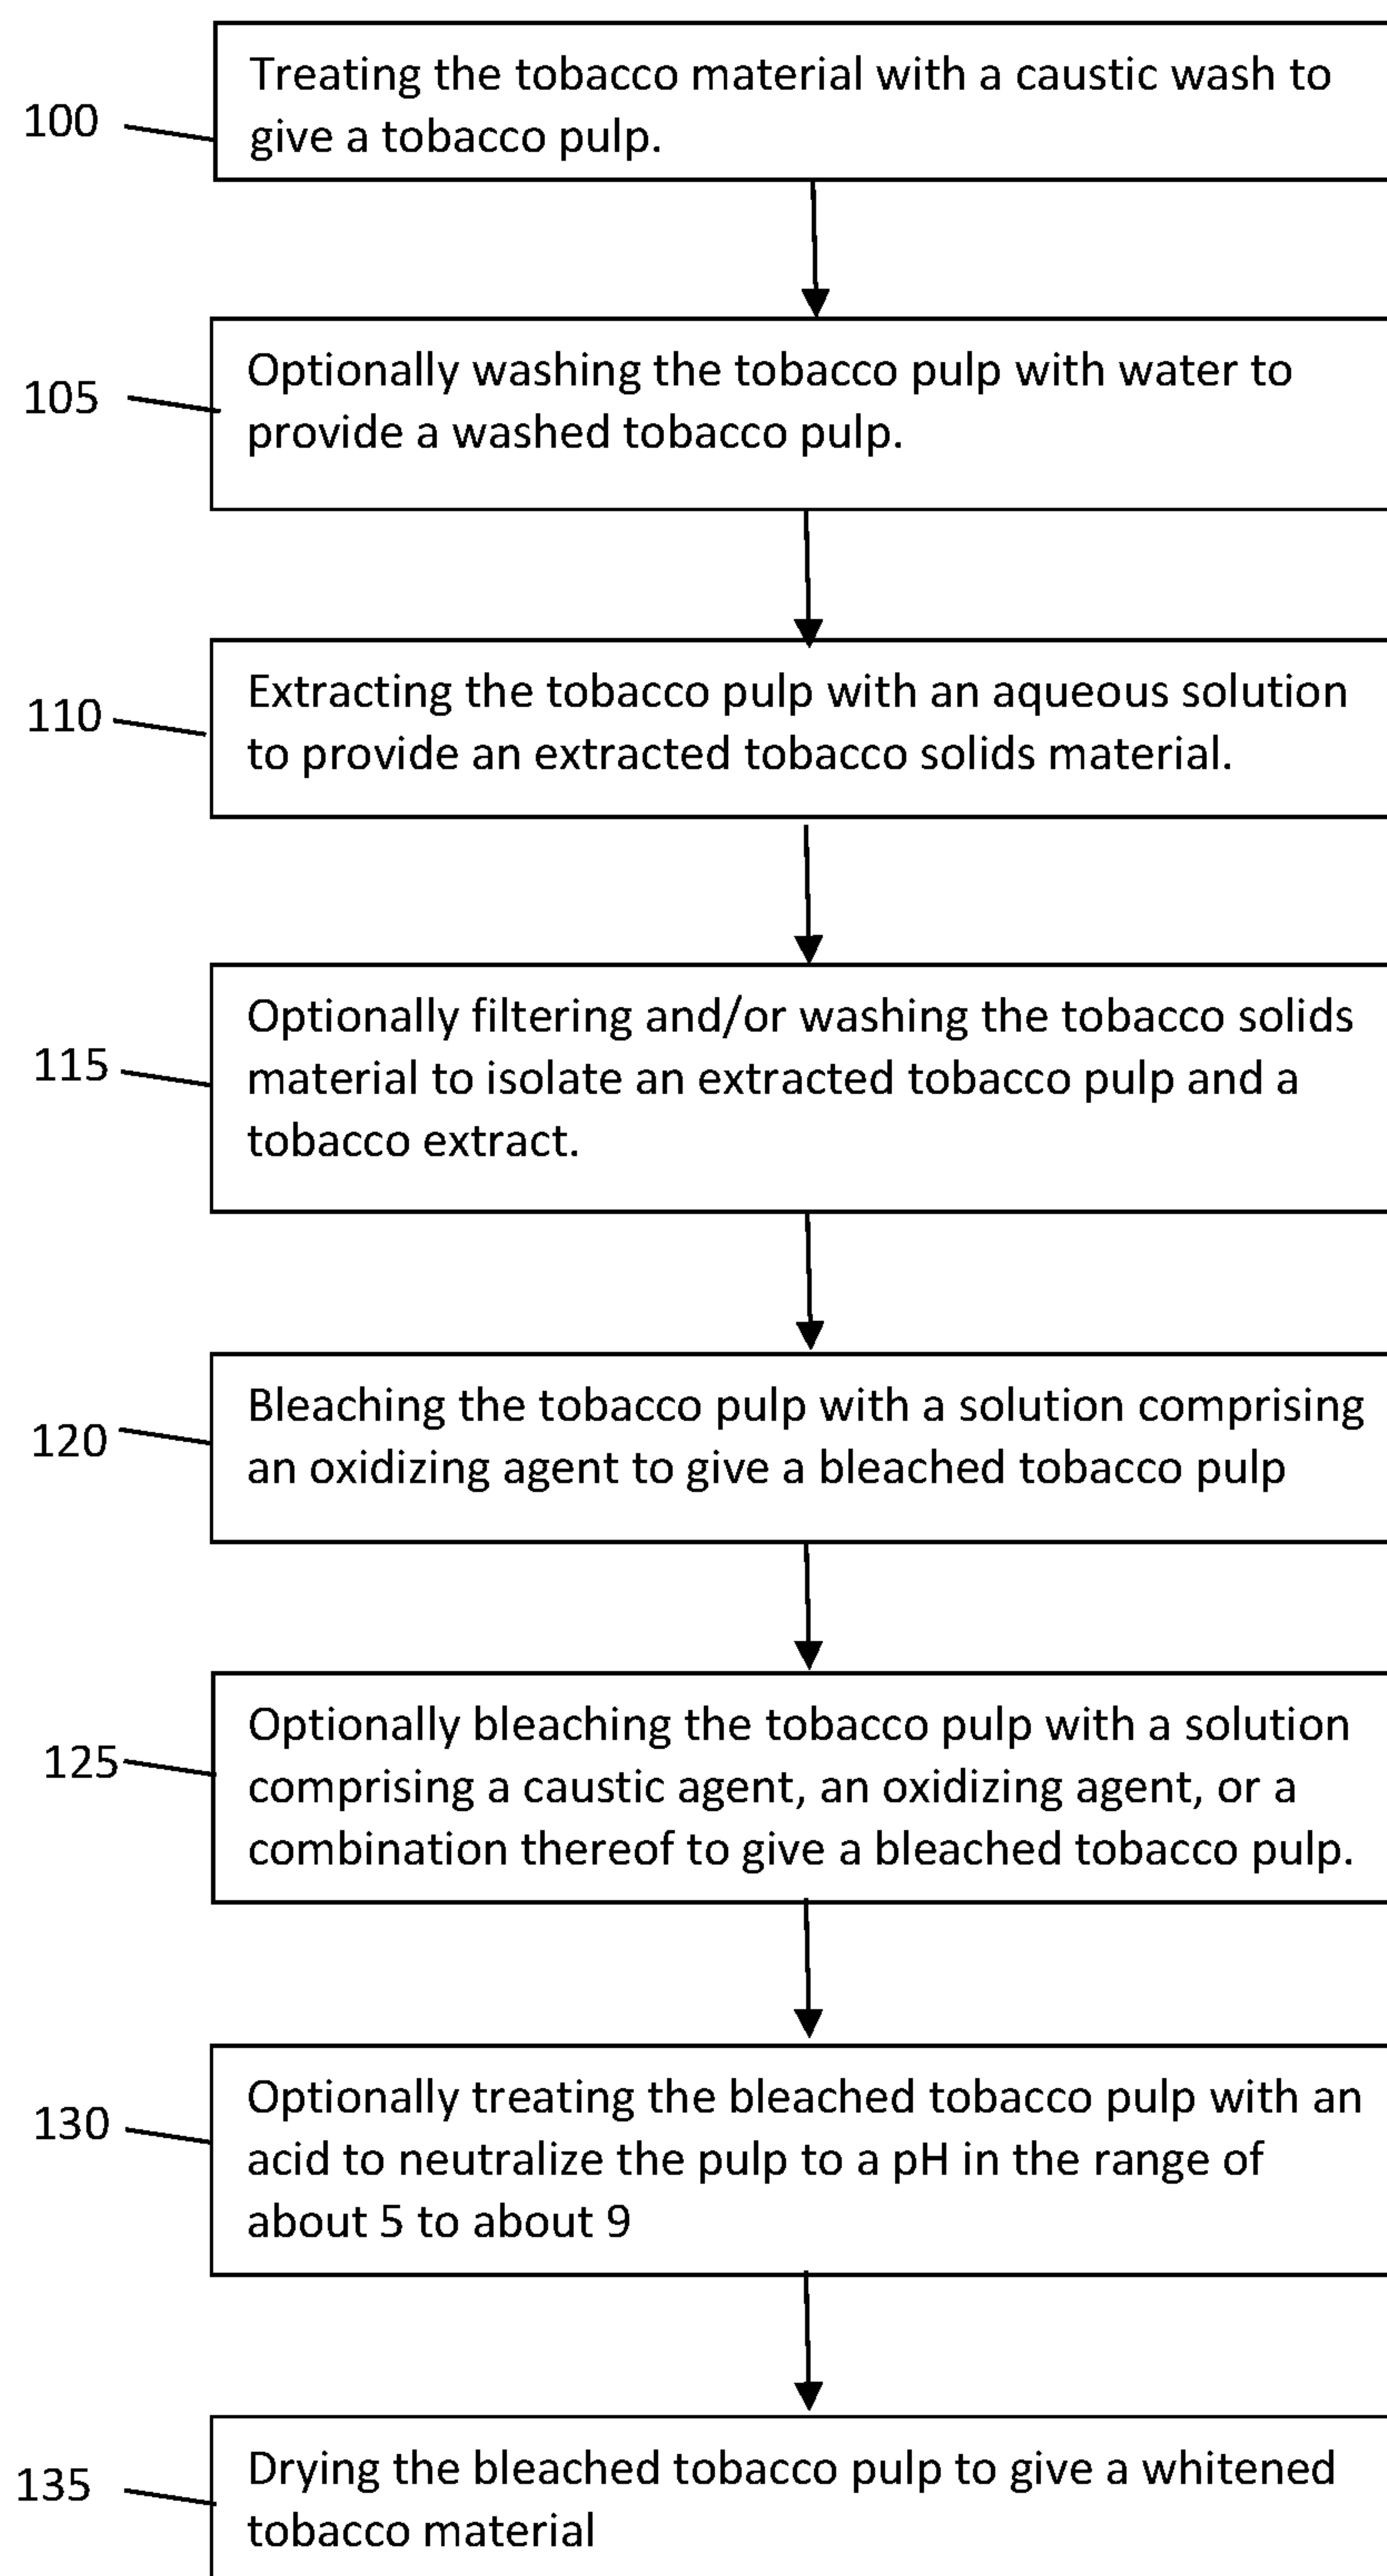 100
Treating the tobacco material with a caustic wash to
give a tobacco pulp.
105
Optionally washing the tobacco pulp with water to
provide a washed tobacco pulp.
110
Extracting the tobacco pulp with an aqueous solution
to provide an extracted tobacco solids material.
115
Optionally filtering and/or washing the tobacco solids
material to isolate an extracted tobacco pulp and a
tobacco extract.
120
Bleaching the tobacco pulp with a solution comprising
an oxidizing agent to give a bleached tobacco pulp
125
Optionally bleaching the tobacco pulp with a solution
comprising a caustic agent, an oxidizing agent, or a
combination thereof to give a bleached tobacco pulp.
130
Optionally treating the bleached tobacco pulp with an
acid to neutralize the pulp to a pH in the range of
about 5 to about 9
135
Drying the bleached tobacco pulp to give a whitened
tobacco material